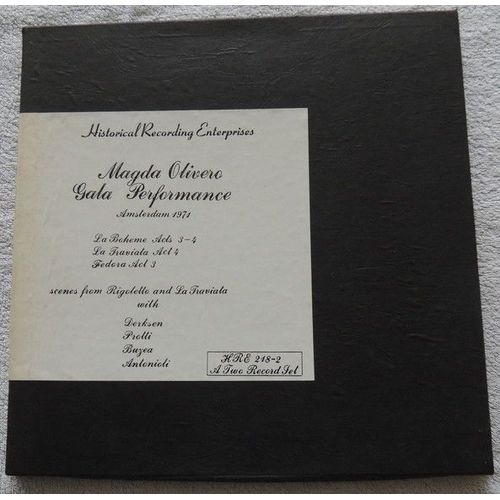 Historical Recording Enterprises
Magda Olivero
Gala Performance
Amsterdam 1971
La Boheme Acts 3-4
La Traviata Act 4
Fedora Act 3
scenes from Rigoletto and La Traviata
with
Derksen
Protti
Buzea
Antonioli
HRE 218-2
A Two Record Set